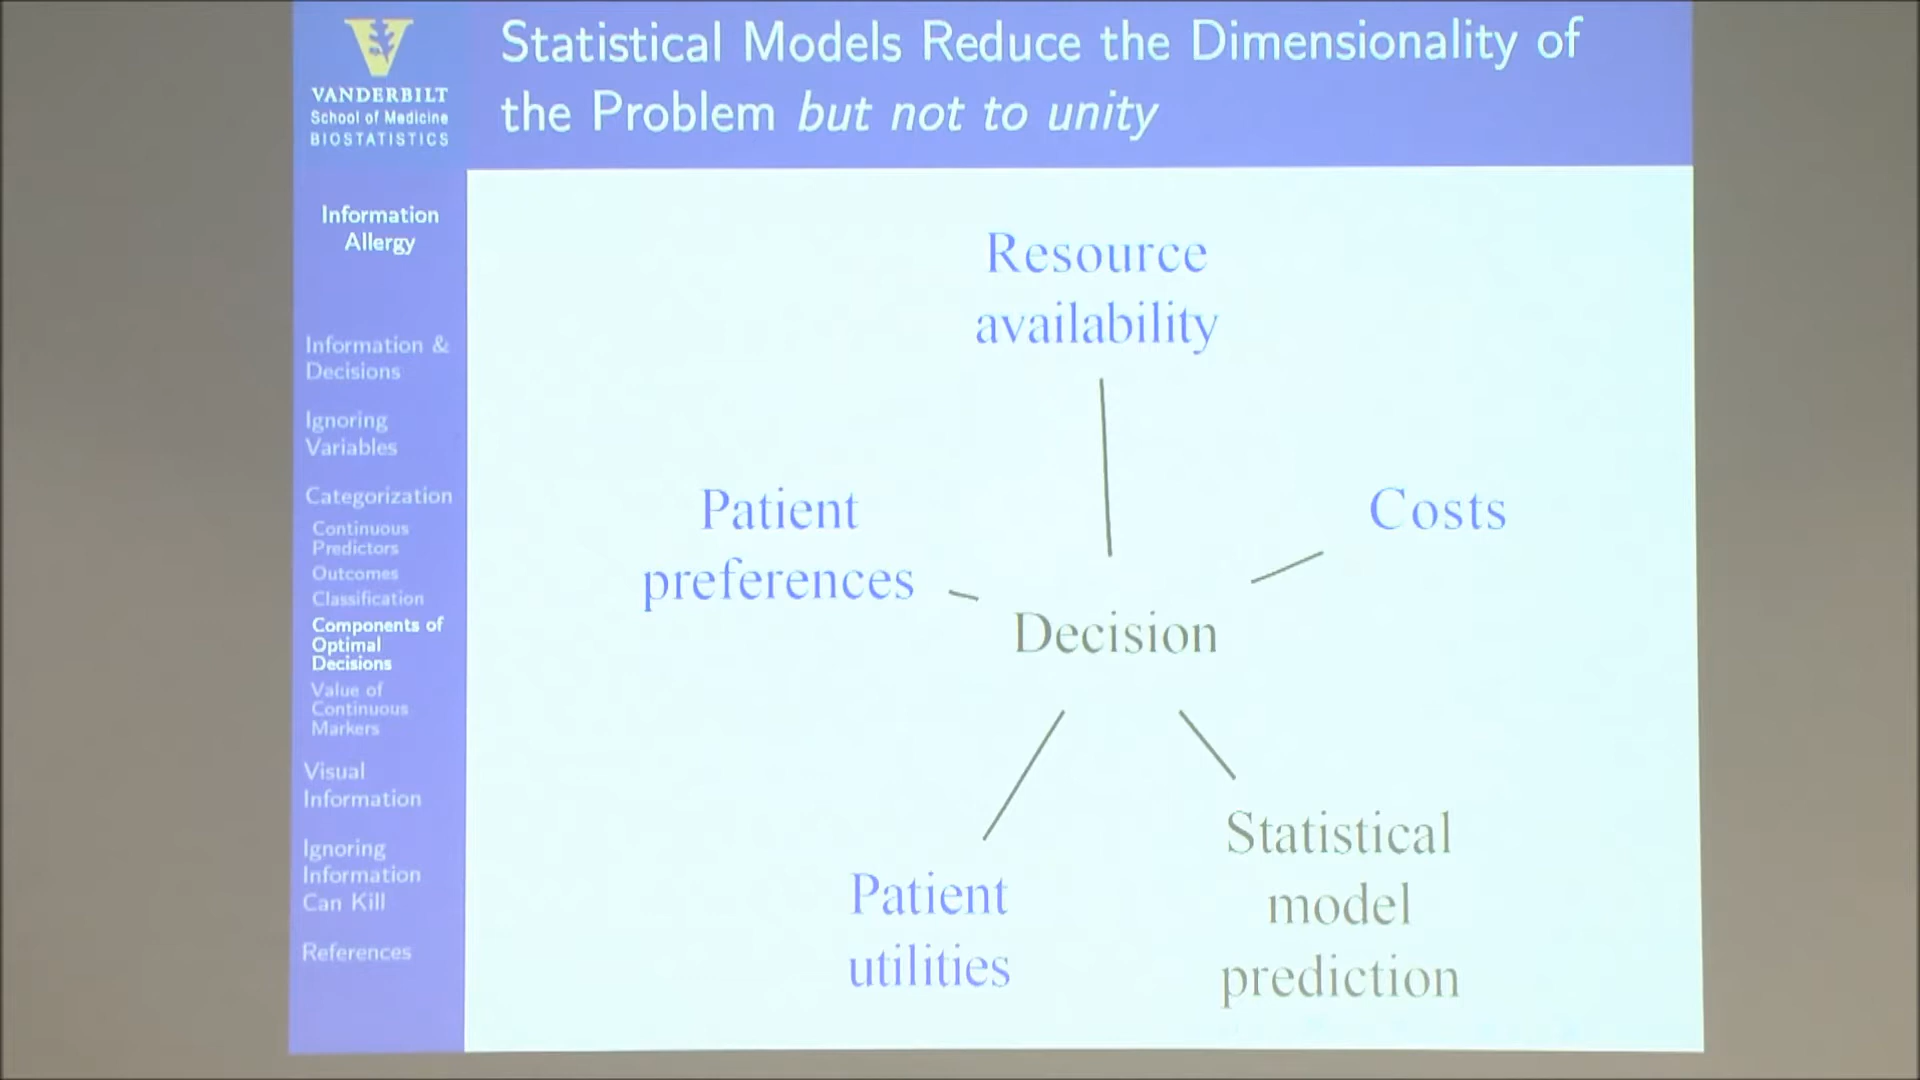 VANDERBILT
School of Medicine
BIOSTATISTICS
Statistical Models Reduce the Dimensionality of
the Problem but not to unity
Information
Allergy
Information &
Decisions
Ignoring
Variables
Categorization
Continuous
Predictors
Outcomes
Classification
Components of
Optimal
Decisions
Value of
Continuous
Markers
Visual
Information
Ignoring
Information
Can Kill
References
Resource
availability
Patient
preferences
Costs
Decision
Patient
utilities
Statistical
model
prediction